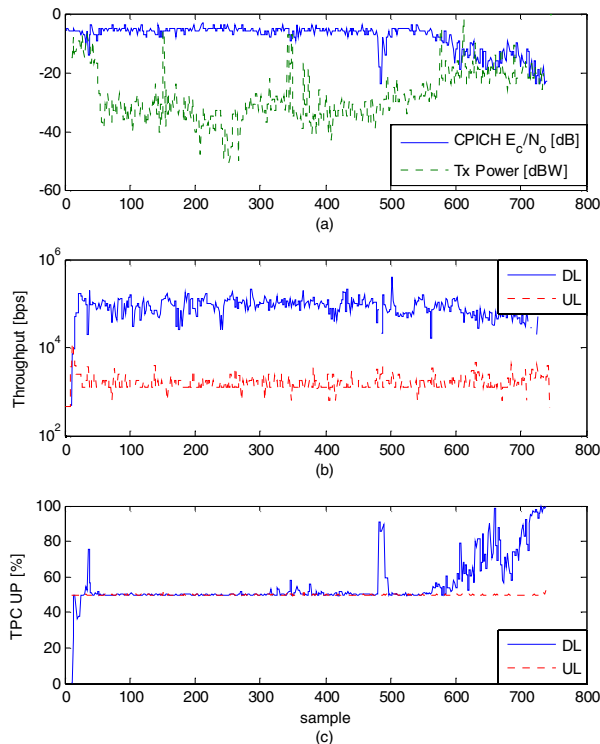 0
-20
-40
-60
0 100 200 300 400 500 600 700 800
CPICH E_c/N_o [dB]
Tx Power [dBW]
(a)
10^6
10^4
10^2
Throughput [bps]
DL
UL
0 100 200 300 400 500 600 700 800
(b)
100
80
60
40
20
0
TPC UP [%]
DL
UL
0 100 200 300 400 500 600 700 800
sample
(c)